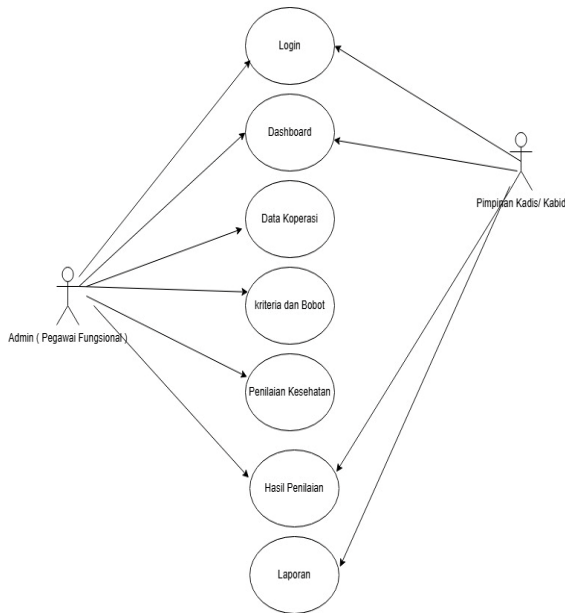 Login
Dashboard
Pimpinan Kadis/ Kabid
Data Koperasi
kriteria dan Bobot
Admin ( Pegawai Fungsional )
Penilaian Kesehatan
Hasil Penilaian
Laporan